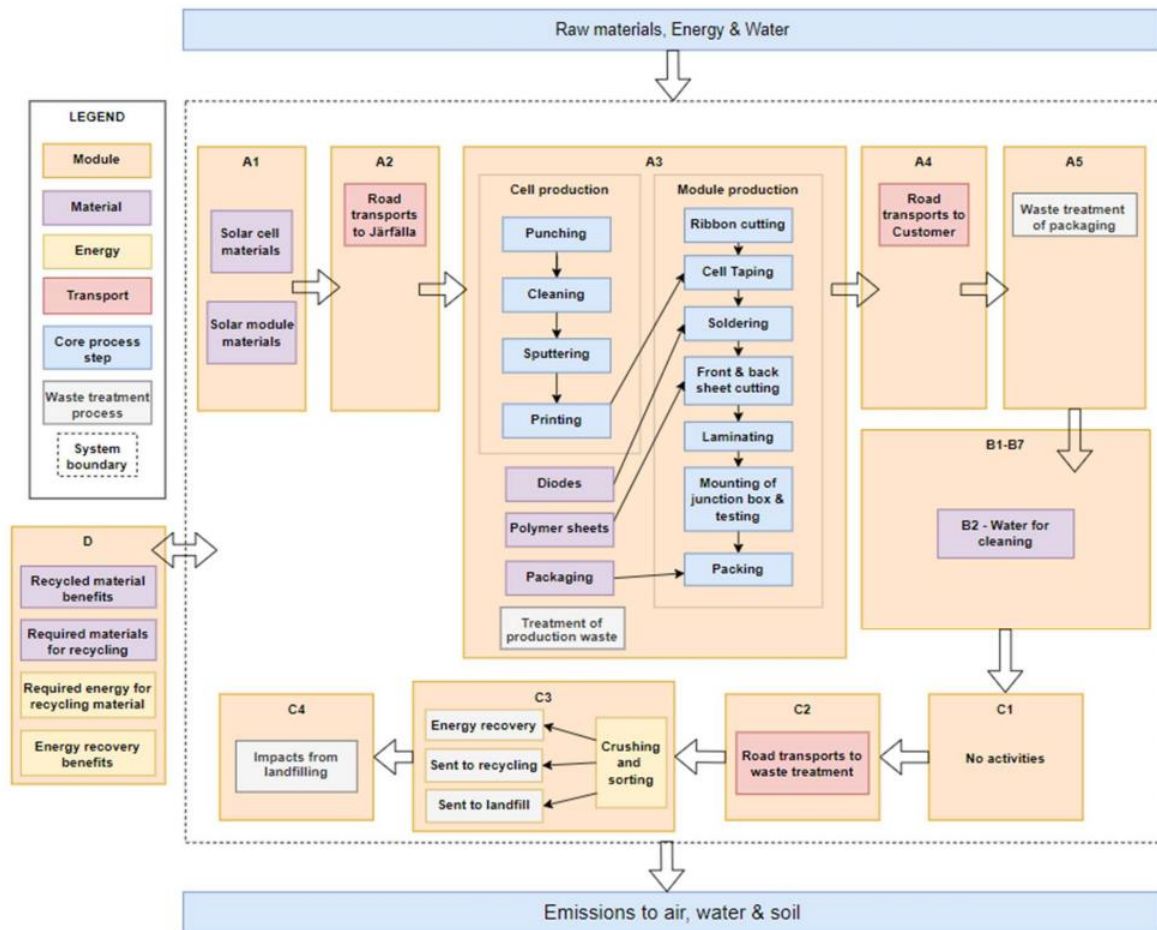 Raw materials, Energy & Water
LEGEND
Module
Material
Energy
Transport
Core process
step
Waste treatment
process
System
boundary
A1
Solar cell
materials
Solar module
materials
A2
Road
transports
to Järfälla
A3
Cell production
Punching
Cleaning
Sputtering
Printing
Diodes
Polymer sheets
Packaging
Treatment of
production waste
Module production
Ribbon cutting
Cell Taping
Soldering
Front & back
sheet cutting
Laminating
Mounting of
junction box &
testing
Packing
A4
Road
transports to
Customer
A5
Waste treatment
of packaging
B1-B7
B2 - Water for
cleaning
C1
No activities
C2
Road transports to
waste treatment
C3
Energy recovery
Sent to recycling
Sent to landfill
Crushing
and
sorting
C4
Impacts from
landfilling
D
Recycled material
benefits
Required materials
for recycling
Required energy for
recycling material
Energy recovery
benefits
Emissions to air, water & soil